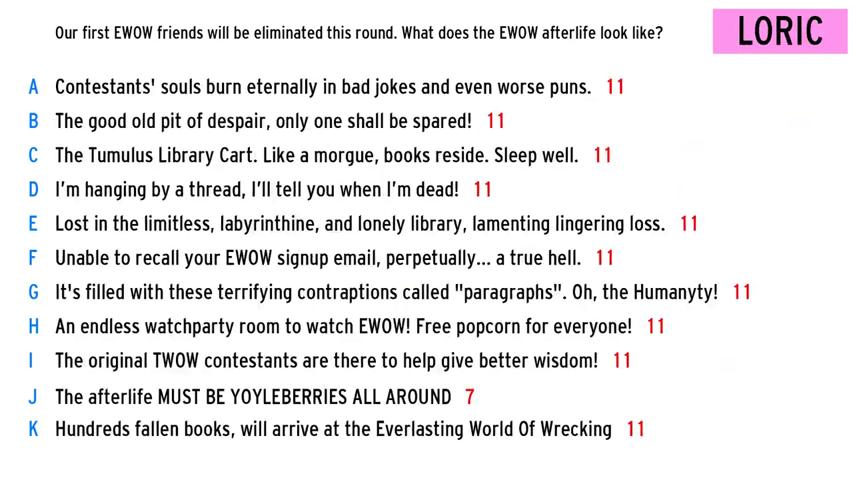 Our first EWOW friends will be eliminated this round. What does the EWOW afterlife look like?
LORIC
A Contestants' souls burn eternally in bad jokes and even worse puns. 11
B The good old pit of despair, only one shall be spared! 11
C The Tumulus Library Cart. Like a morgue, books reside. Sleep well. 11
D I'm hanging by a thread, I'll tell you when I'm dead! 11
E Lost in the limitless, labyrinthine, and lonely library, lamenting lingering loss. 11
F Unable to recall your EWOW signup email, perpetually... a true hell. 11
G It's filled with these terrifying contraptions called "paragraphs". Oh, the Humanyty! 11
H An endless watchparty room to watch EWOW! Free popcorn for everyone! 11
I The original TWOW contestants are there to help give better wisdom! 11
J The afterlife MUST BE YOYLEBERRIES ALL AROUND 7
K Hundreds fallen books, will arrive at the Everlasting World Of Wrecking 11